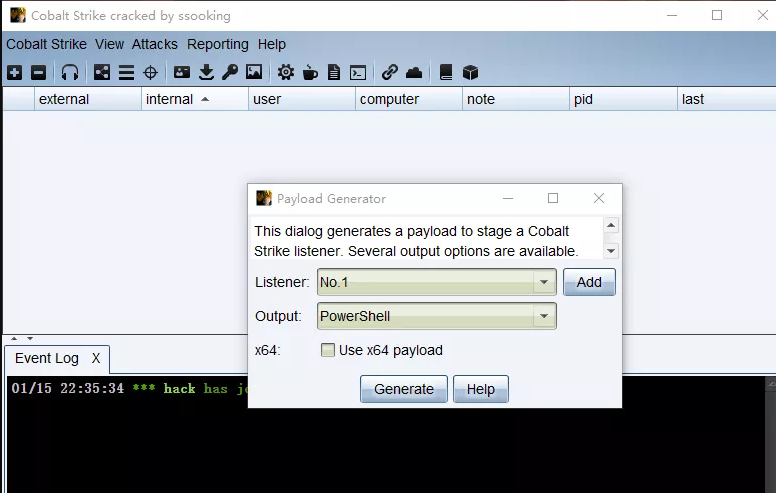 Cobalt Strike cracked by ssooking
Cobalt Strike View Attacks Reporting Help
external internal user computer note pid last
Payload Generator
This dialog generates a payload to stage a Cobalt
Strike listener. Several output options are available.
Listener: No.1 Add
Output: PowerShell
x64: Use x64 payload
Generate Help
Event Log X
01/15 22:35:34 *** hack has